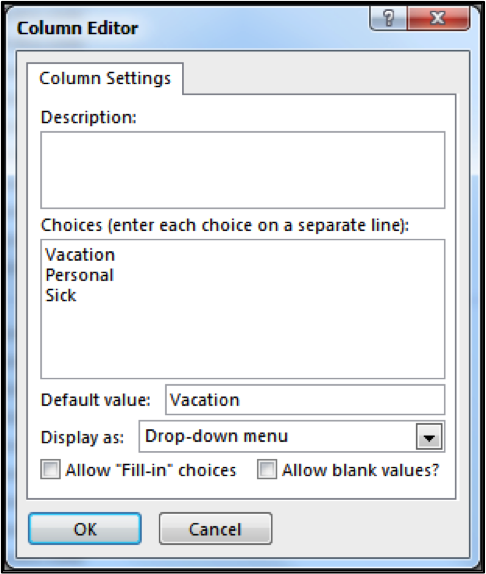 Column Editor
Column Settings
Description:
Choices (enter each choice on a separate line):
Vacation
Personal
Sick
Default value: Vacation
Display as: Drop-down menu
Allow "Fill-in" choices Allow blank values?
OK Cancel